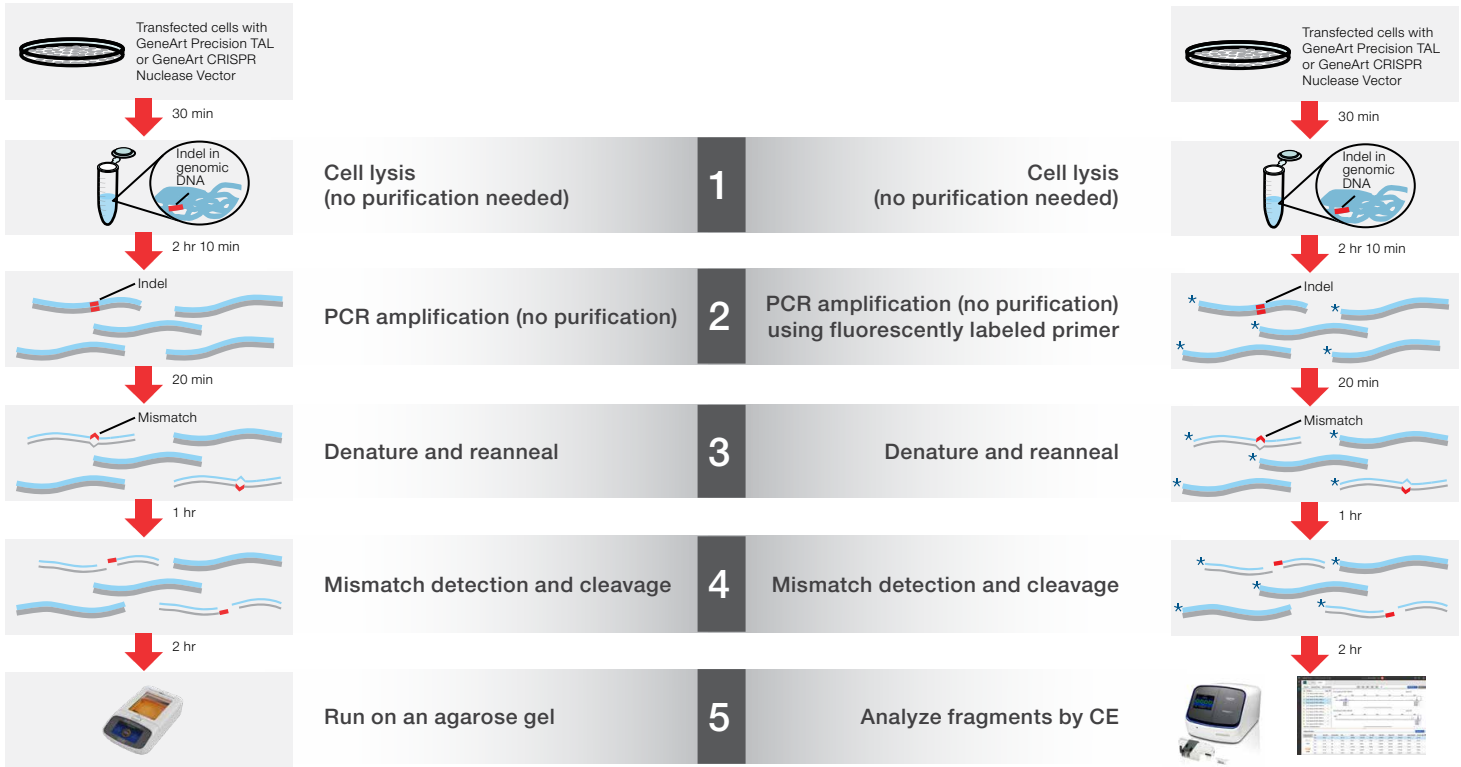 Transfected cells with
GeneArt Precision TAL
or GeneArt CRISPR
Nuclease Vector
30 min
Indel in
genomic
DNA
2 hr 10 min
Indel
20 min
Mismatch
1 hr
2 hr
Cell lysis
(no purification needed)
1
Cell lysis
(no purification needed)
PCR amplification (no purification)
2
PCR amplification (no purification)
using fluorescently labeled primer
Denature and reanneal
3
Denature and reanneal
Mismatch detection and cleavage
4
Mismatch detection and cleavage
Run on an agarose gel
5
Analyze fragments by CE
Transfected cells with
GeneArt Precision TAL
or GeneArt CRISPR
Nuclease Vector
30 min
Indel in
genomic
DNA
2 hr 10 min
Indel
* * * * *
20 min
Mismatch
* * * * *
1 hr
* * * * *
2 hr